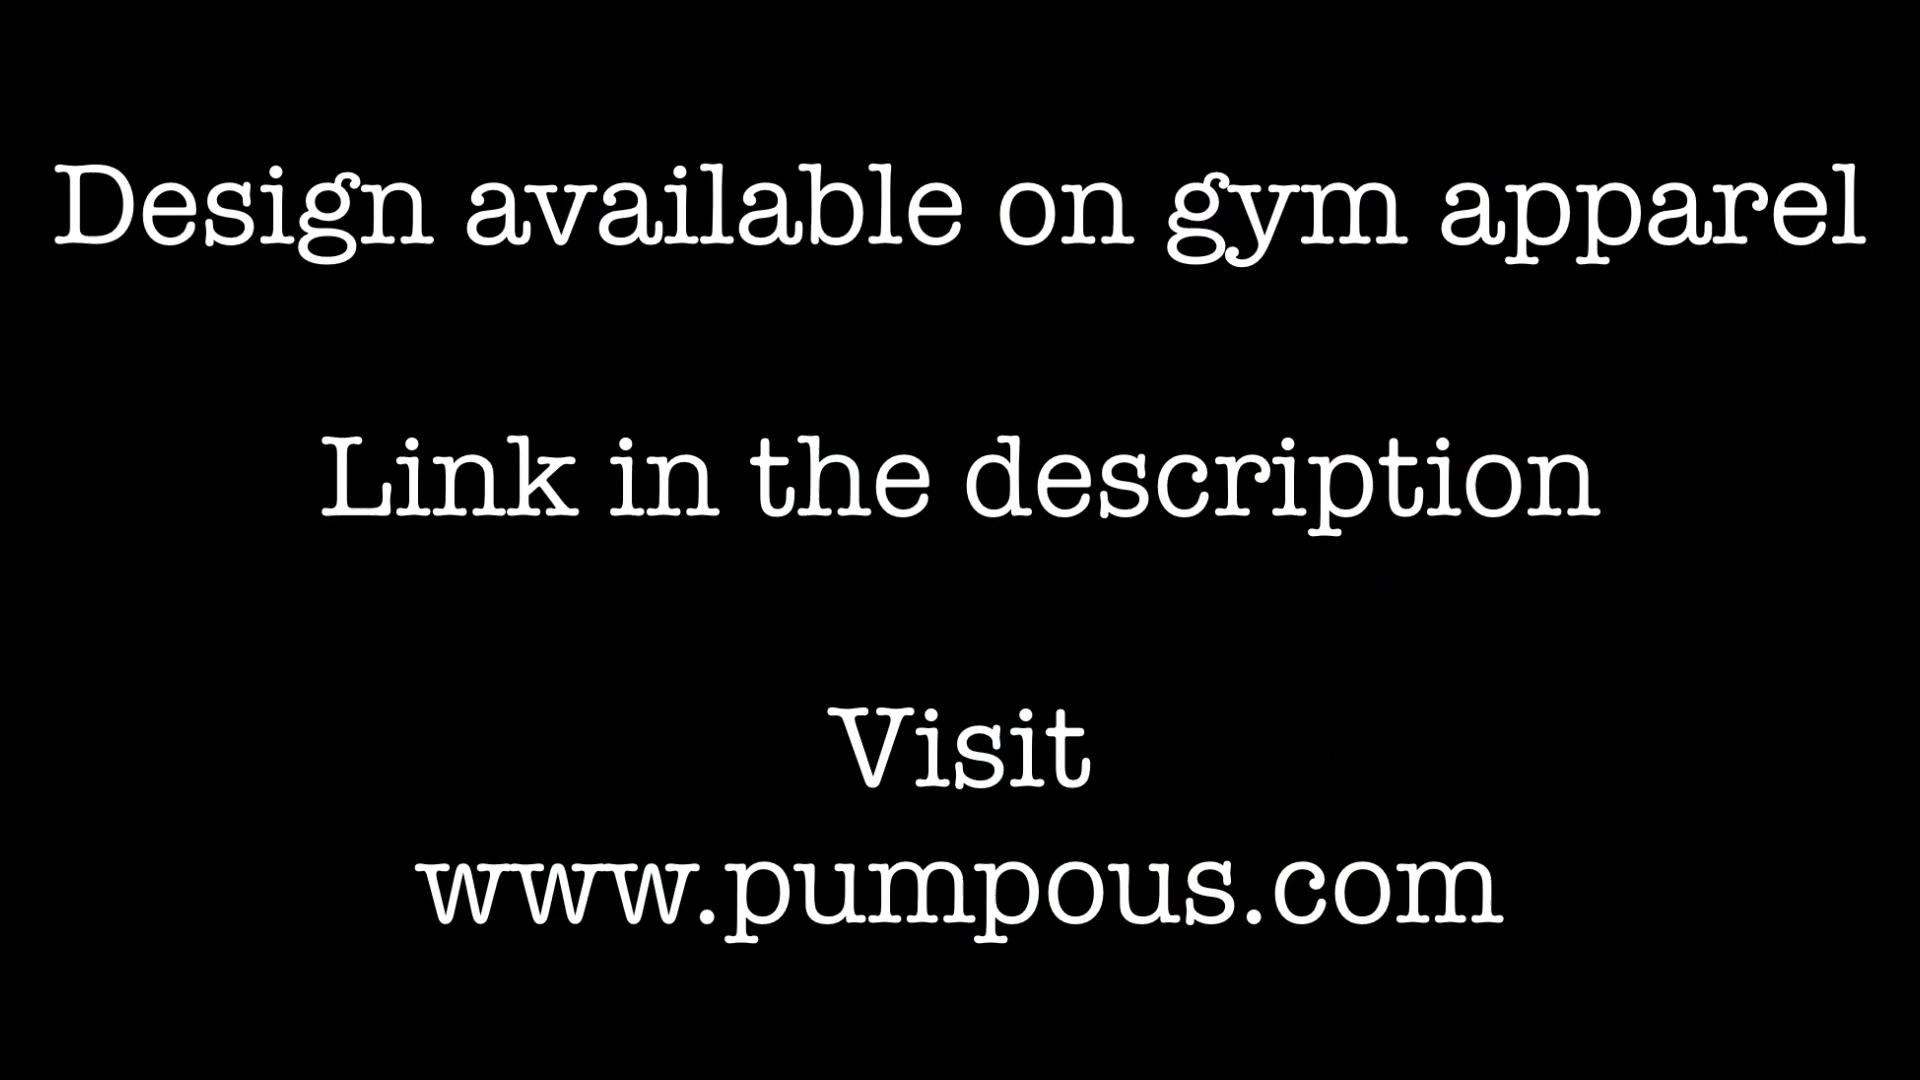 Design available on gym apparel
Link in the description
Visit
www.pumpous.com